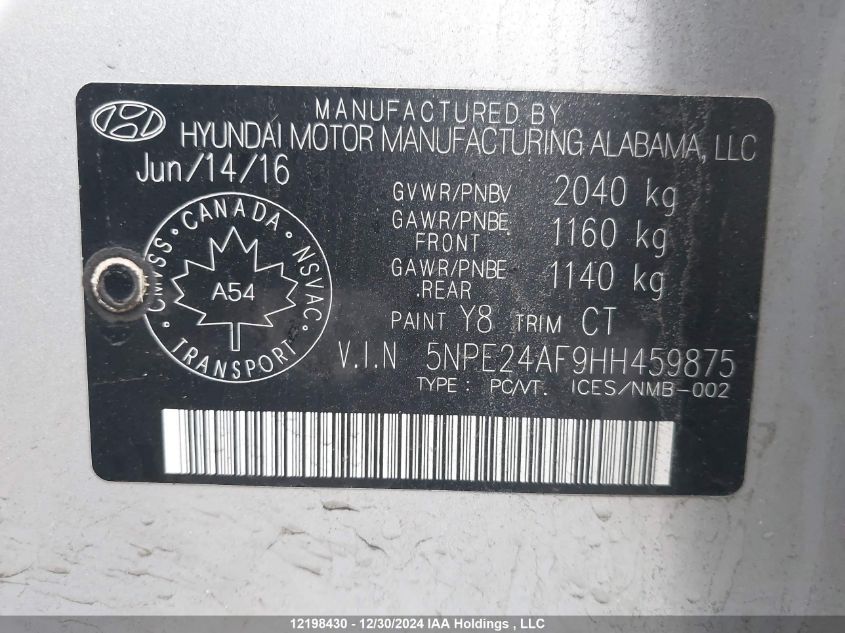 MANUFACTURED BY
HYUNDAI MOTOR MANUFACTURING ALABAMA, LLC
Jun/14/16
GVWR/PNBV 2040 kg
GAWR/PNBE FRONT 1160 kg
GAWR/PNBE REAR 1140 kg
PAINT Y8 TRIM CT
CANADA
CMVSS NSVAC
A54
TRANSPORT
V.I.N 5NPE24AF9HH459875
TYPE : PC/VT. ICES/NMB-002
12198430 - 12/30/2024 IAA Holdings , LLC